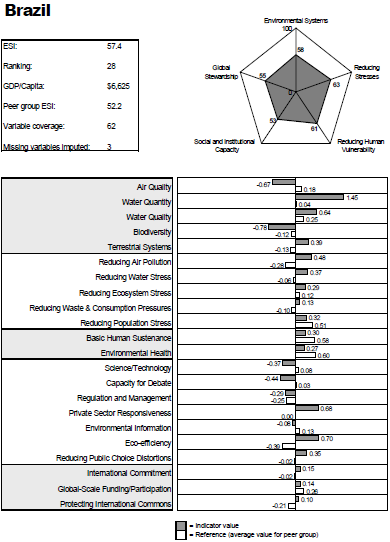 Brazil
ESI: 57.4
Ranking: 28
GDP/Capita: $6,625
Peer group ESI: 52.2
Variable coverage: 62
Missing variables imputed: 3
Environmental Systems
100
58
Global Stewardship
55
Reducing Stresses
63
0
53
61
Social and Institutional Capacity
Reducing Human Vulnerability
Air Quality -0.67 0.18
Water Quantity 1.45 0.04
Water Quality 0.64 0.25
Biodiversity -0.78 -0.12
Terrestrial Systems 0.39 -0.13
Reducing Air Pollution 0.48 -0.28
Reducing Water Stress 0.37 -0.06
Reducing Ecosystem Stress 0.29 0.12
Reducing Waste & Consumption Pressures 0.13 -0.10
Reducing Population Stress 0.32 0.51
Basic Human Sustenance 0.30 0.58
Environmental Health 0.27 0.60
Science/Technology -0.37 0.08
Capacity for Debate -0.44 0.03
Regulation and Management -0.29 -0.25
Private Sector Responsiveness 0.68 0.00
Environmental Information -0.08 0.13
Eco-efficiency 0.70 -0.39
Reducing Public Choice Distortions 0.35 -0.02
International Commitment 0.15 -0.02
Global-Scale Funding/Participation 0.14 0.26
Protecting International Commons 0.10 -0.21
= Indicator value
= Reference (average value for peer group)